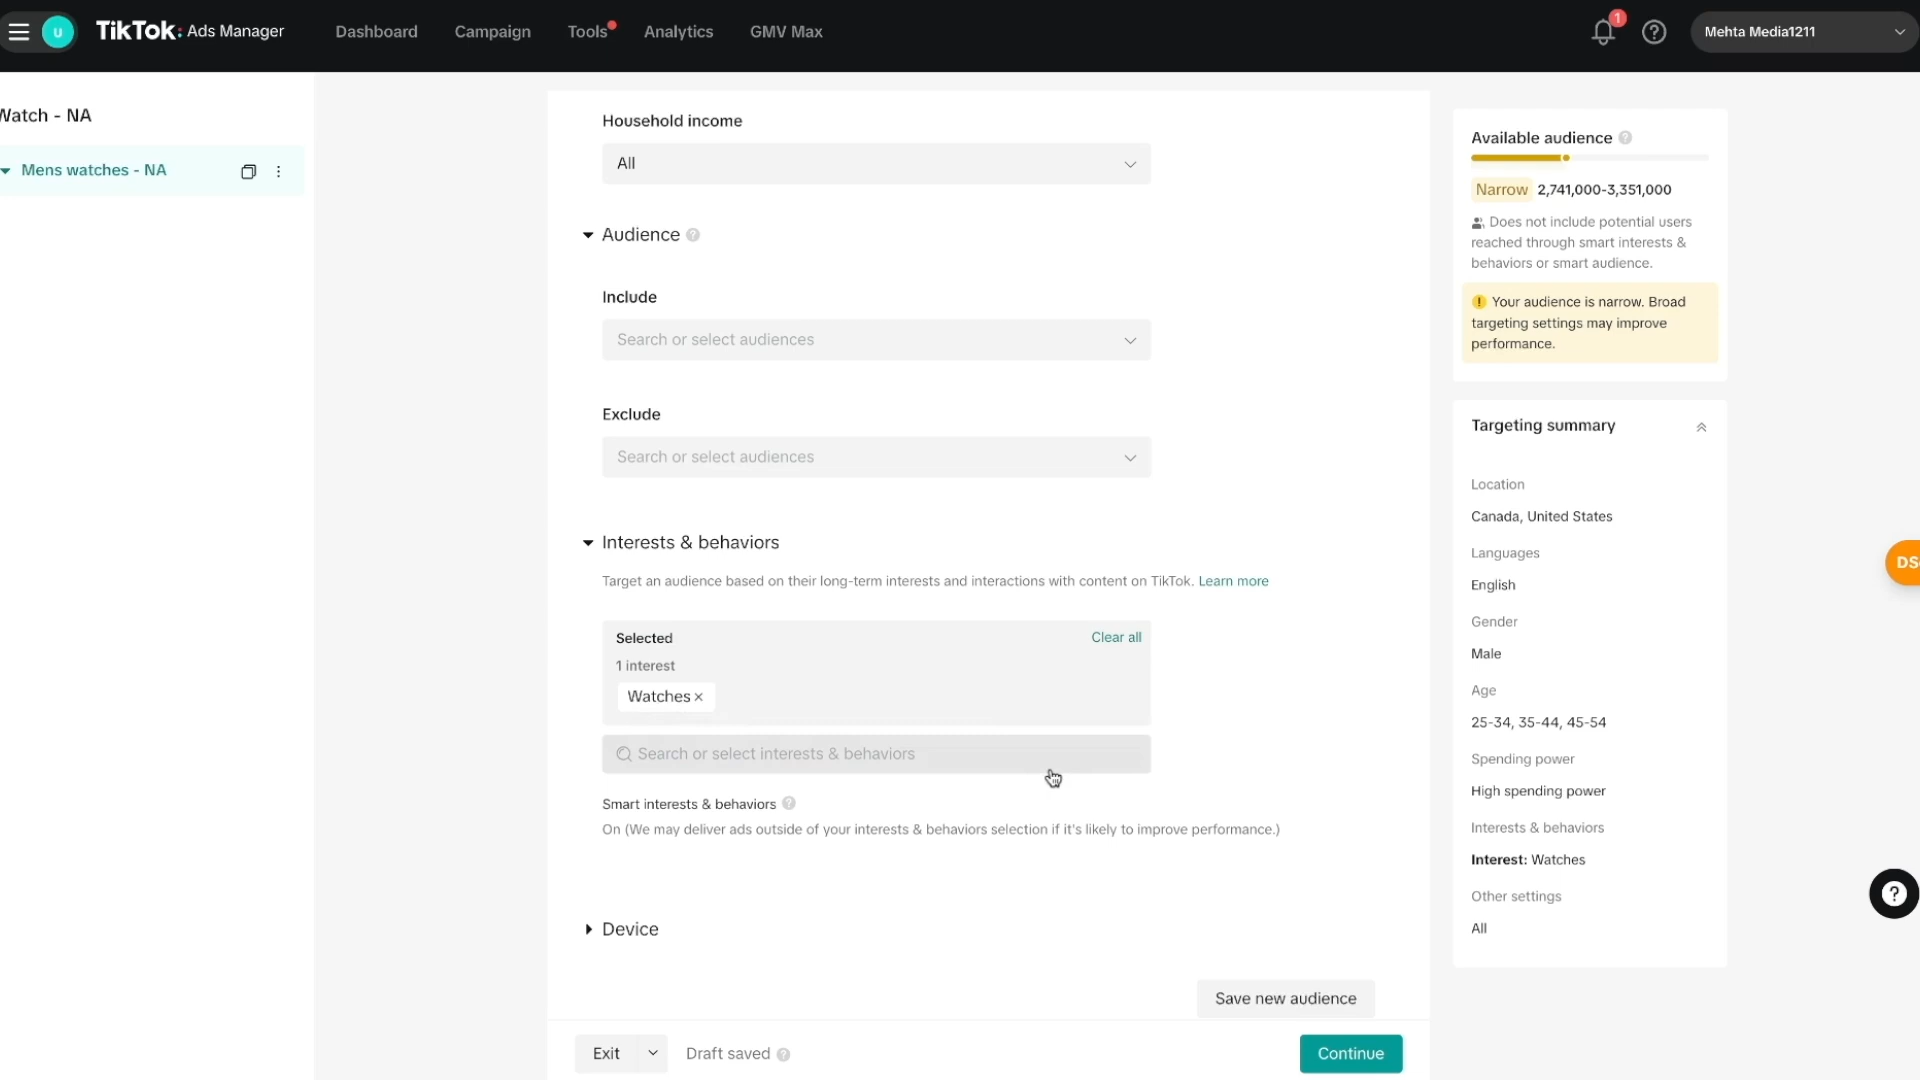 U
TikTok: Ads Manager
Dashboard
Campaign
Tools
Analytics
GMV Max
1
?
Mehta Media1211
Watch - NA
Mens watches - NA
Household income
All
Audience ?
Include
Search or select audiences
Exclude
Search or select audiences
Interests & behaviors
Target an audience based on their long-term interests and interactions with content on TikTok. Learn more
Selected
Clear all
1 interest
Watches ×
Search or select interests & behaviors
Smart interests & behaviors ?
On (We may deliver ads outside of your interests & behaviors selection if it's likely to improve performance.)
Device
Save new audience
Exit
Draft saved ?
Continue
Available audience ?
Narrow 2,741,000-3,351,000
Does not include potential users
reached through smart interests &
behaviors or smart audience.
! Your audience is narrow. Broad
targeting settings may improve
performance.
Targeting summary
Location
Canada, United States
Languages
English
Gender
Male
Age
25-34, 35-44, 45-54
Spending power
High spending power
Interests & behaviors
Interest: Watches
Other settings
All
DS
?